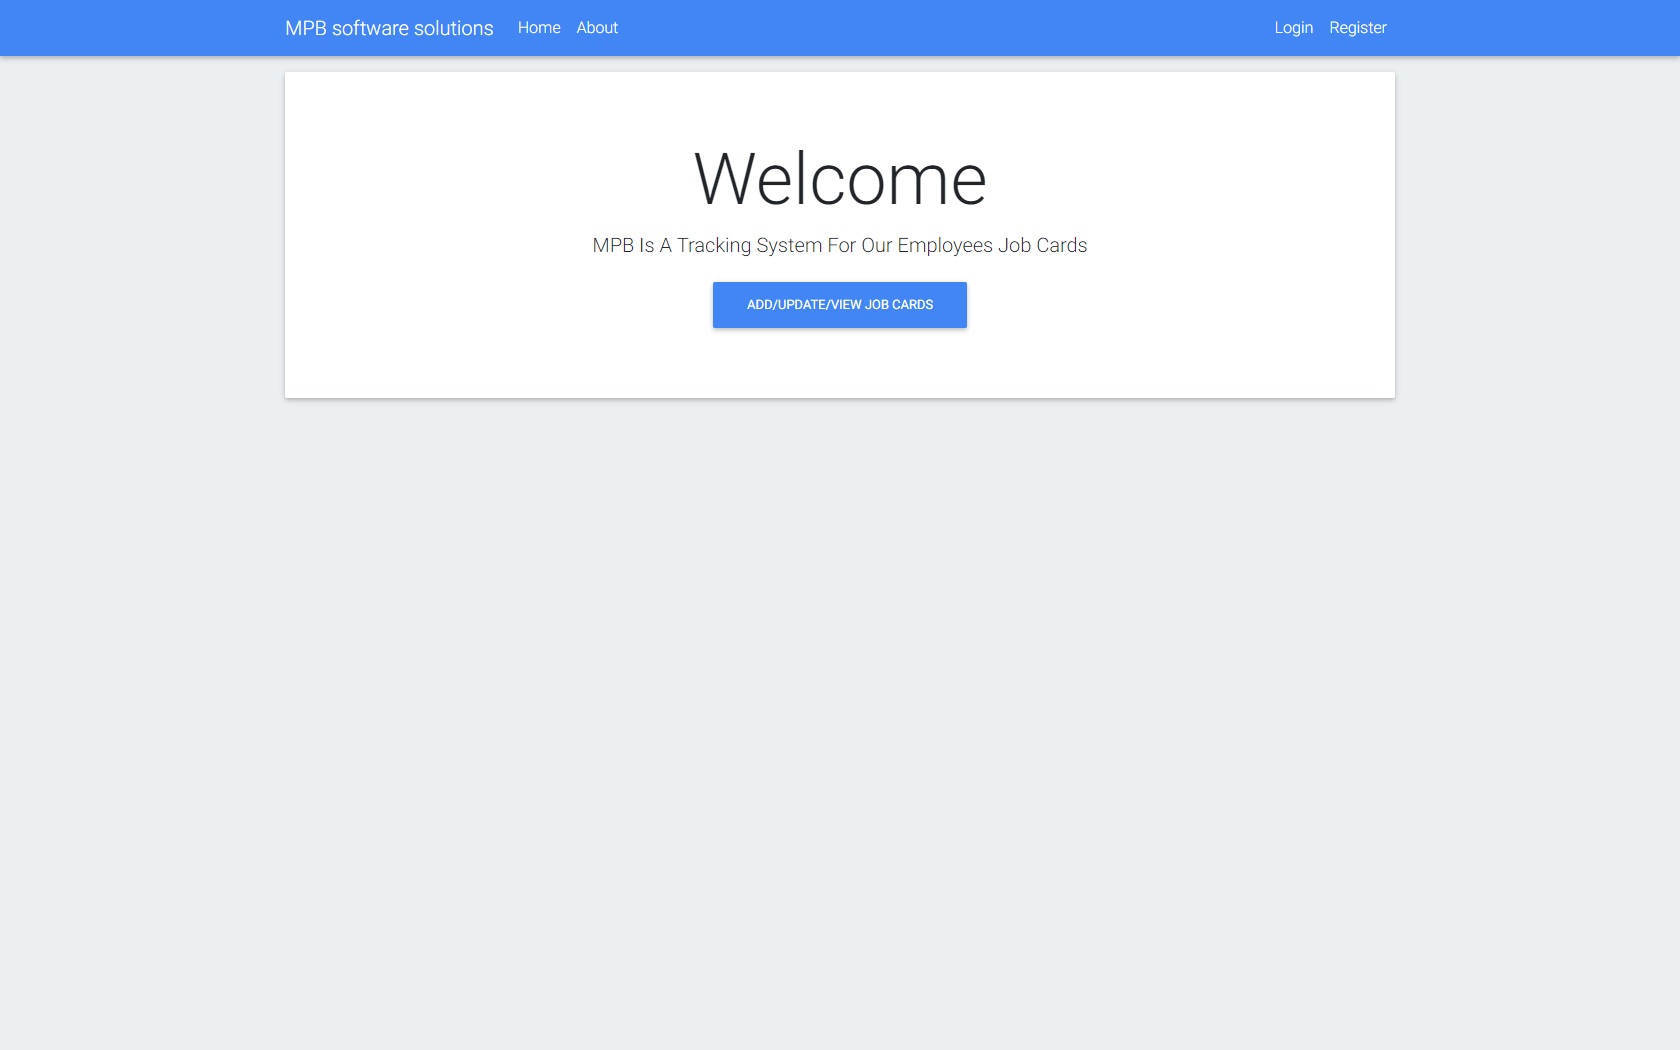 MPB software solutions Home About Login Register
Welcome
MPB Is A Tracking System For Our Employees Job Cards
ADD/UPDATE/VIEW JOB CARDS